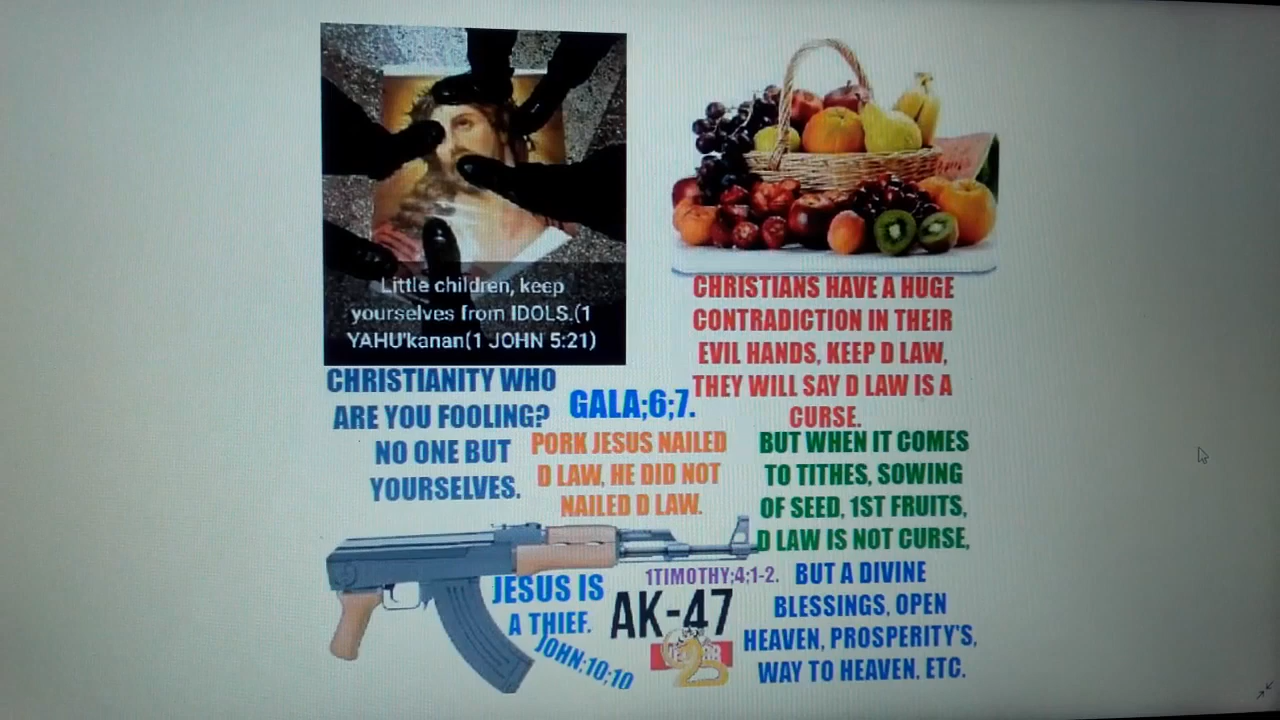 Little children, keep
yourselves from IDOLS.(1
YAHU'kanan(1 JOHN 5:21)
CHRISTIANITY WHO
ARE YOU FOOLING?
NO ONE BUT
YOURSELVES.
GALA;6;7.
CHRISTIANS HAVE A HUGE
CONTRADICTION IN THEIR
EVIL HANDS, KEEP D LAW,
THEY WILL SAY D LAW IS A
CURSE.
PORK JESUS NAILED
D LAW, HE DID NOT
NAILED D LAW.
BUT WHEN IT COMES
TO TITHES, SOWING
OF SEED, 1ST FRUITS,
D LAW IS NOT CURSE,
BUT A DIVINE
BLESSINGS, OPEN
HEAVEN, PROSPERITY'S,
WAY TO HEAVEN, ETC.
1TIMOTHY;4;1-2.
JESUS IS
A THIEF.
JOHN:10;10
AK-47